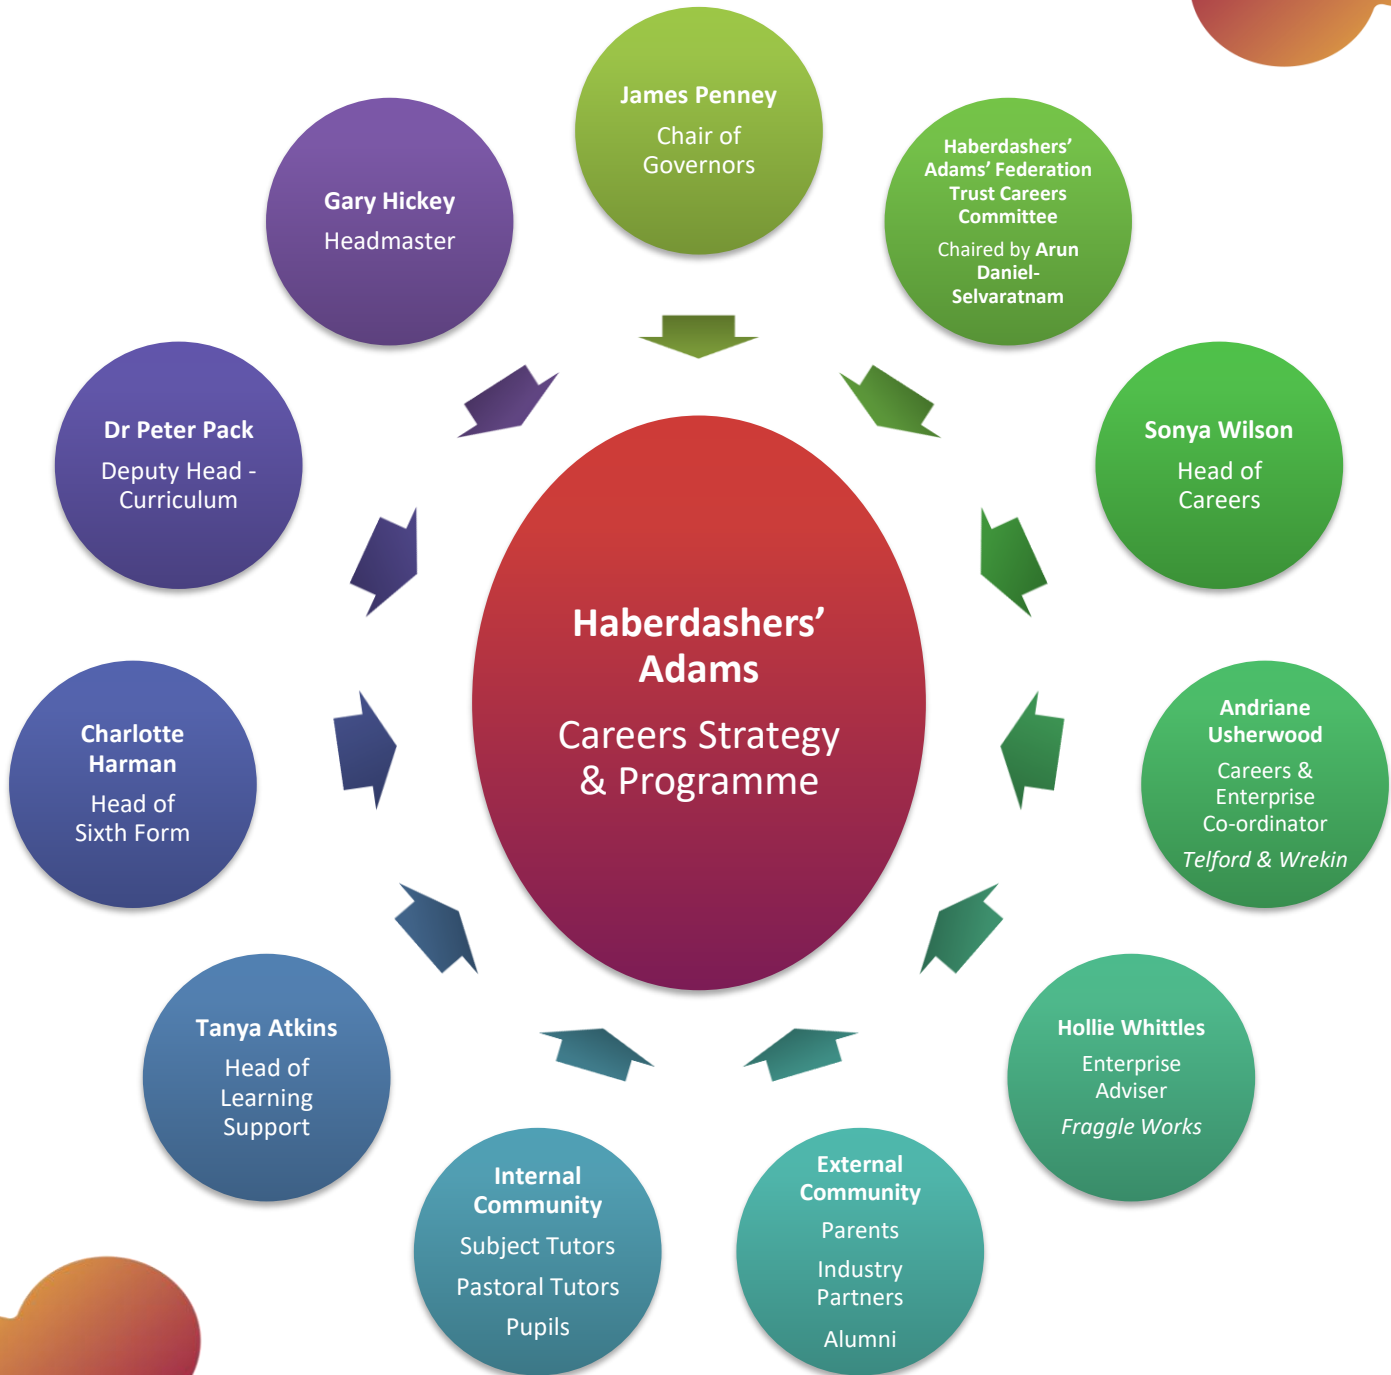 James Penney
Chair of
Governors
Haberdashers’
Adams’ Federation
Trust Careers
Committee
Chaired by Arun
Daniel-
Selvaratnam
Sonya Wilson
Head of
Careers
Andriane
Usherwood
Careers &
Enterprise
Co-ordinator
Telford & Wrekin
Hollie Whittles
Enterprise
Adviser
Fraggle Works
External
Community
Parents
Industry
Partners
Alumni
Internal
Community
Subject Tutors
Pastoral Tutors
Pupils
Tanya Atkins
Head of
Learning
Support
Charlotte
Harman
Head of
Sixth Form
Dr Peter Pack
Deputy Head -
Curriculum
Gary Hickey
Headmaster
Haberdashers’
Adams
Careers Strategy
& Programme